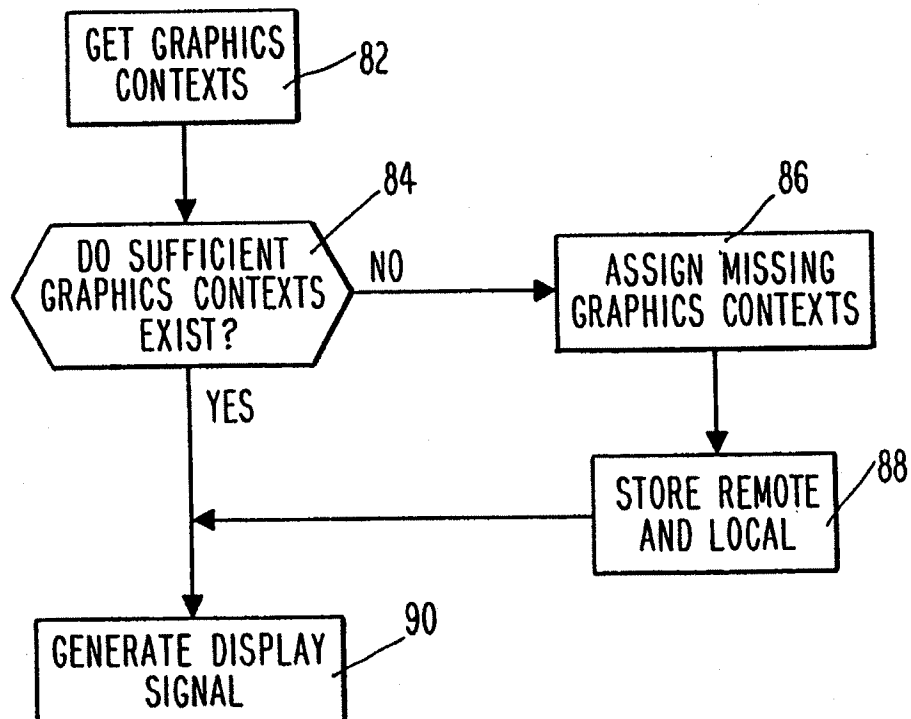 GET GRAPHICS
CONTEXTS
82
84
DO SUFFICIENT
GRAPHICS CONTEXTS
EXIST?
NO
YES
86
ASSIGN MISSING
GRAPHICS CONTEXTS
STORE REMOTE
AND LOCAL
88
90
GENERATE DISPLAY
SIGNAL